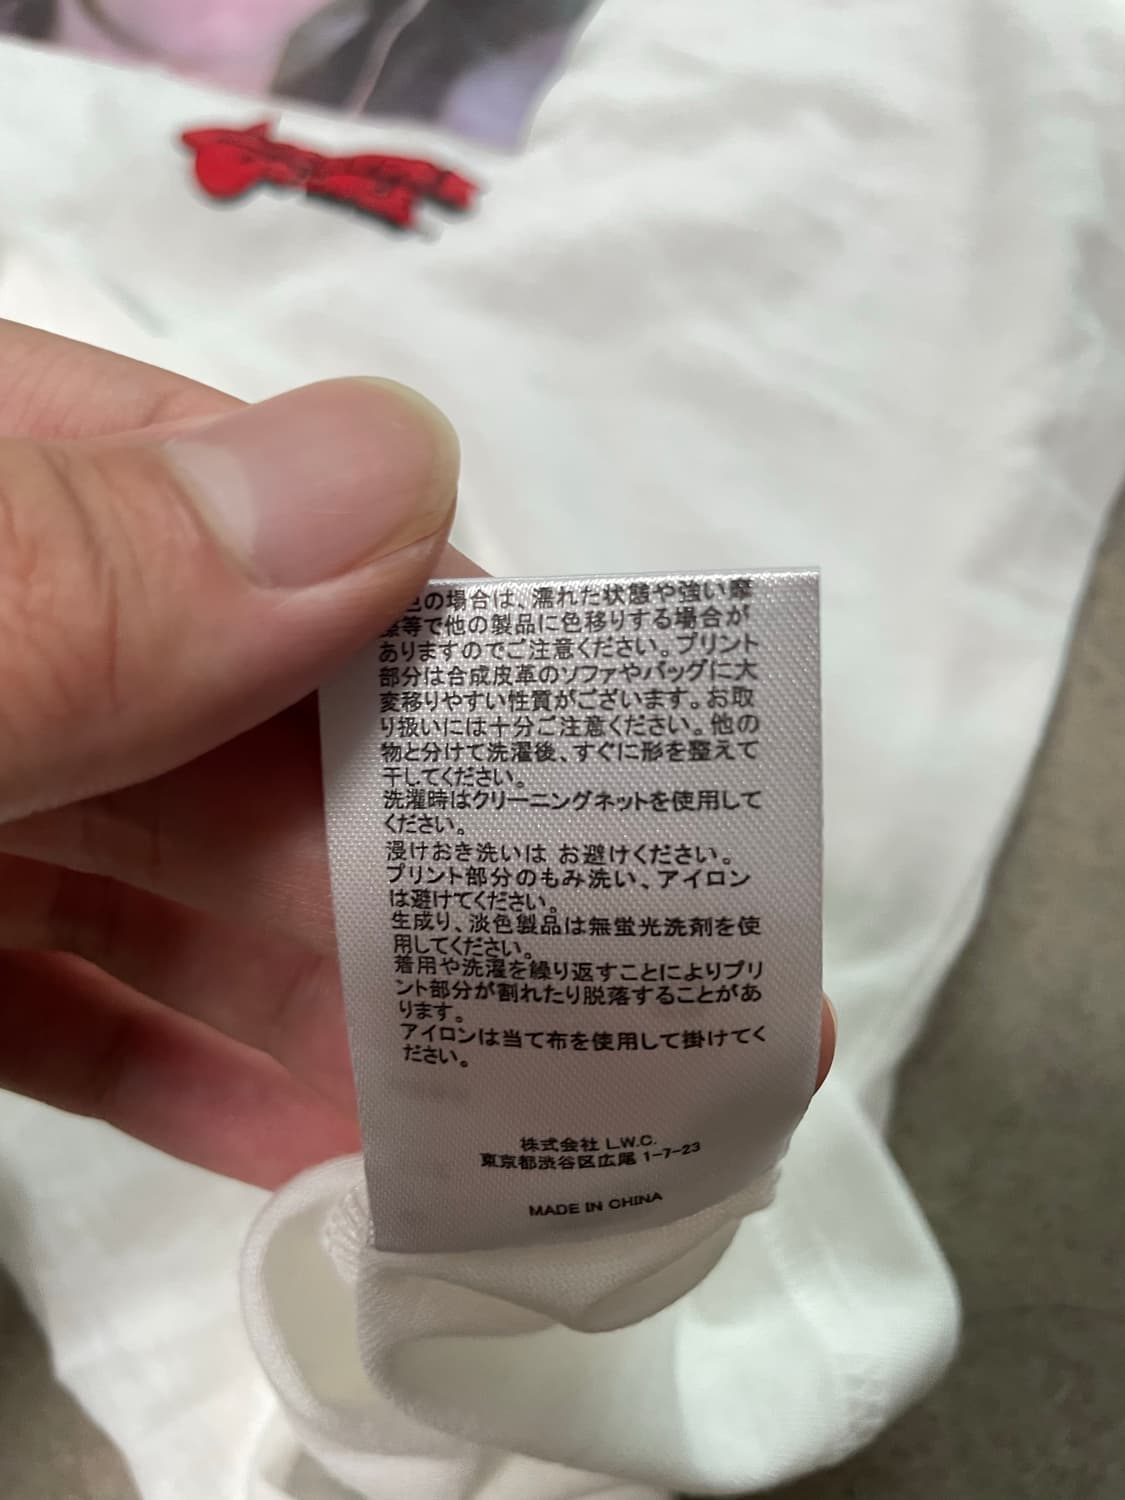 色の場合は、濡れた状態や強い摩
擦等で他の製品に色移りする場合が
ありますのでご注意ください。プリント
部分は合成皮革のソファやバッグに大
変移りやすい性質がございます。お取
り扱いには十分ご注意ください。他の
物と分けて洗濯後、すぐに形を整えて
干してください。
洗濯時はクリーニングネットを使用して
ください。
浸けおき洗いは お避けください。
プリント部分のもみ洗い、アイロン
は避けてください。
生成り、淡色製品は無蛍光洗剤を使
用してください。
着用や洗濯を繰り返すことによりプリ
ント部分が割れたり脱落することがあ
ります。
アイロンは当て布を使用して掛けてく
ださい。
株式会社 L.W.C.
東京都渋谷区広尾 1-7-23
MADE IN CHINA